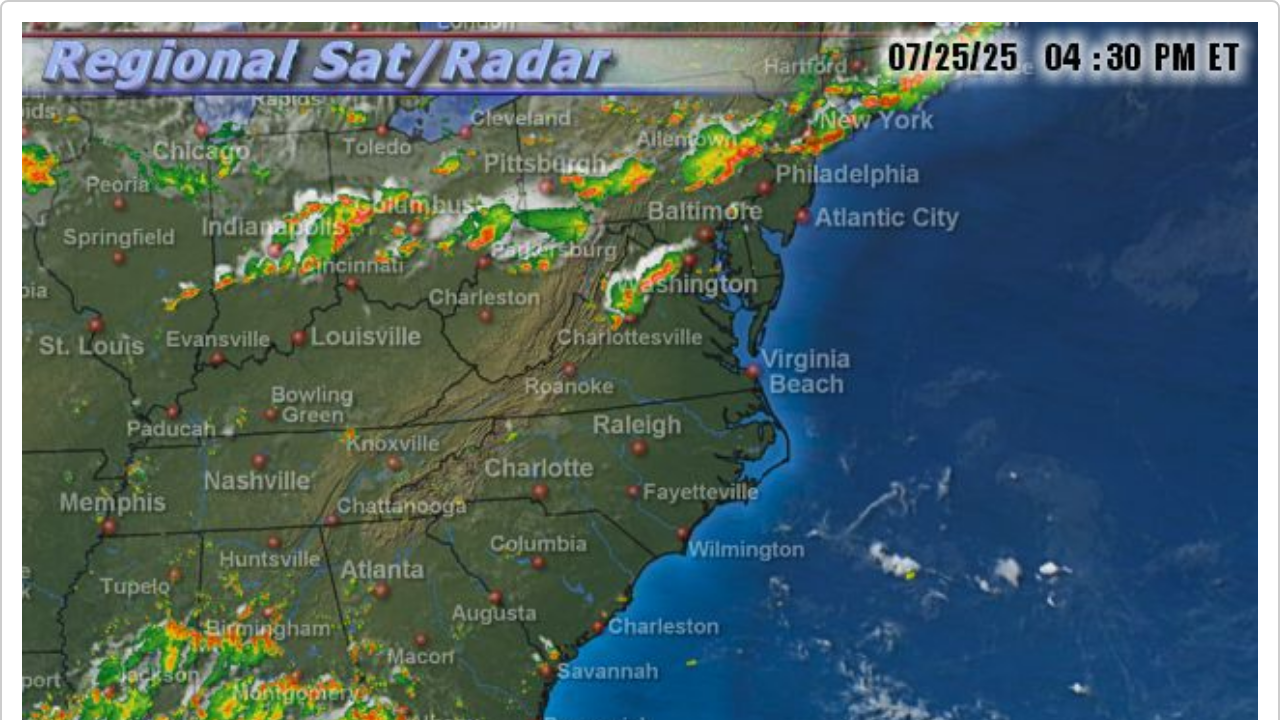 London
Regional Sat/Radar
07/25/25 04 :30 PM ET
Hartford
Rapids
Cleveland
New York
Allentown
Chicago
Toledo
Pittsburgh
Philadelphia
Peoria
Columbus
Baltimore
Atlantic City
Indianapolis
Springfield
Parkersburg
Cincinnati
Washington
Charleston
Charlottesville
St. Louis
Evansville
Louisville
Virginia
Beach
Roanoke
Bowling
Green
Paducah
Raleigh
Knoxville
Nashville
Charlotte
Memphis
Chattanooga
Fayetteville
Huntsville
Columbia
Wilmington
Tupelo
Atlanta
Augusta
Birmingham
Charleston
Macon
Jackson
Savannah
port
Montgomery